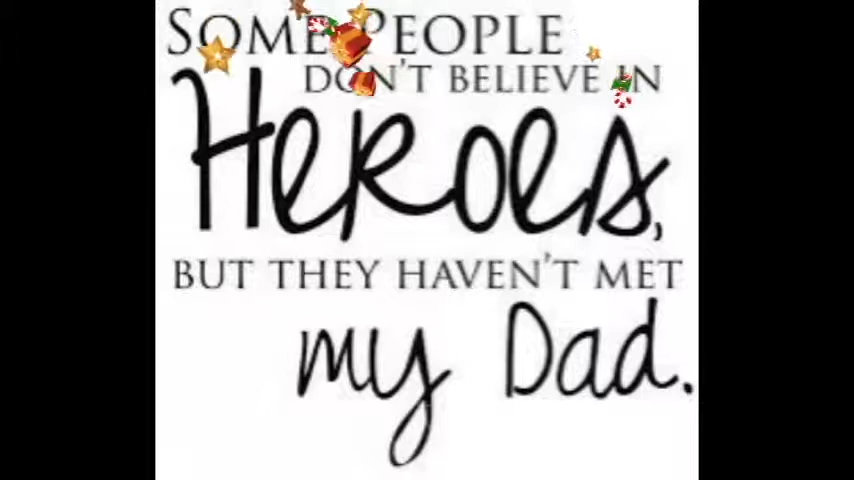 SOME PEOPLE
DON'T BELIEVE IN
Heroes,
BUT THEY HAVEN'T MET
my Dad.